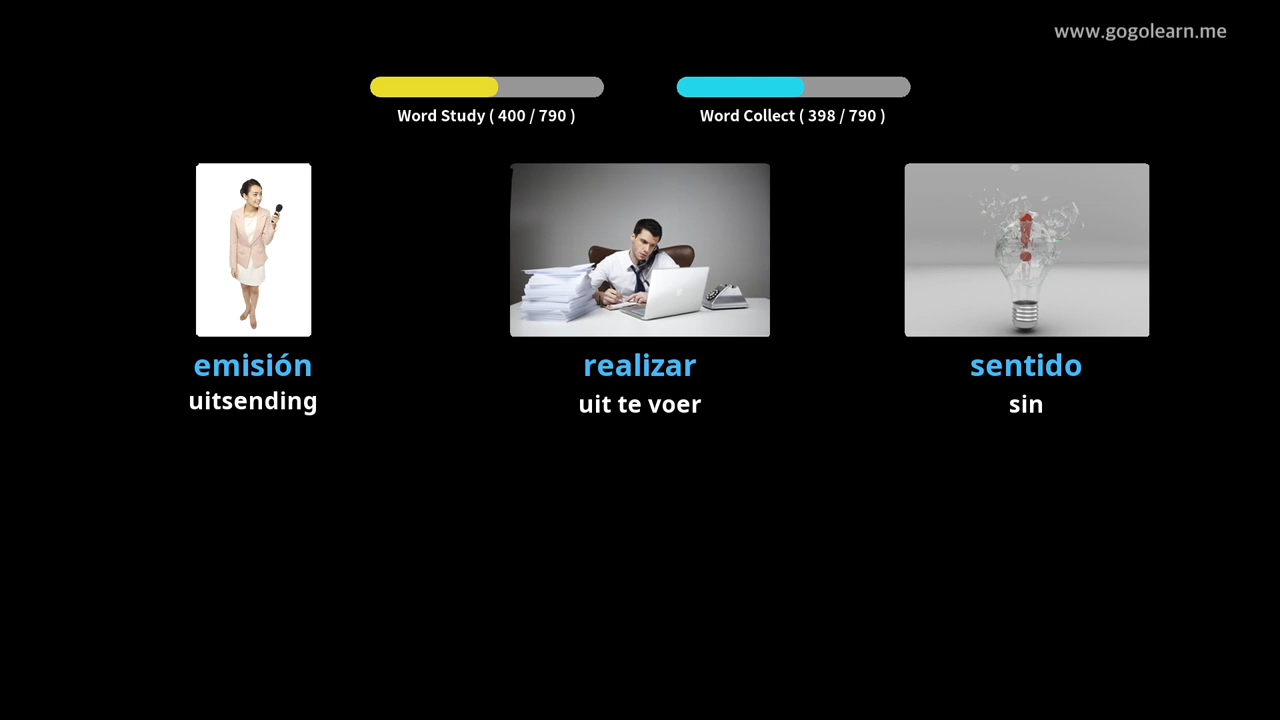 www.gogolearn.me
Word Study ( 400 / 790 )
Word Collect ( 398 / 790 )
emisión
uitsending
realizar
uit te voer
sentido
sin